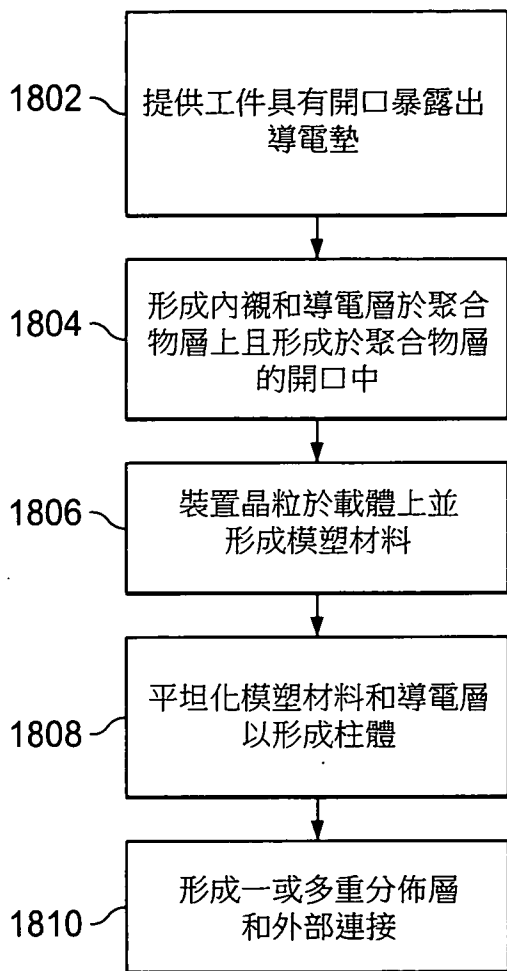 1802
提供工件具有開口暴露出
導電墊
1804
形成內襯和導電層於聚合
物層上且形成於聚合物層
的開口中
1806
裝置晶粒於載體上並
形成模塑材料
1808
平坦化模塑材料和導電層
以形成柱體
1810
形成一或多重分佈層
和外部連接